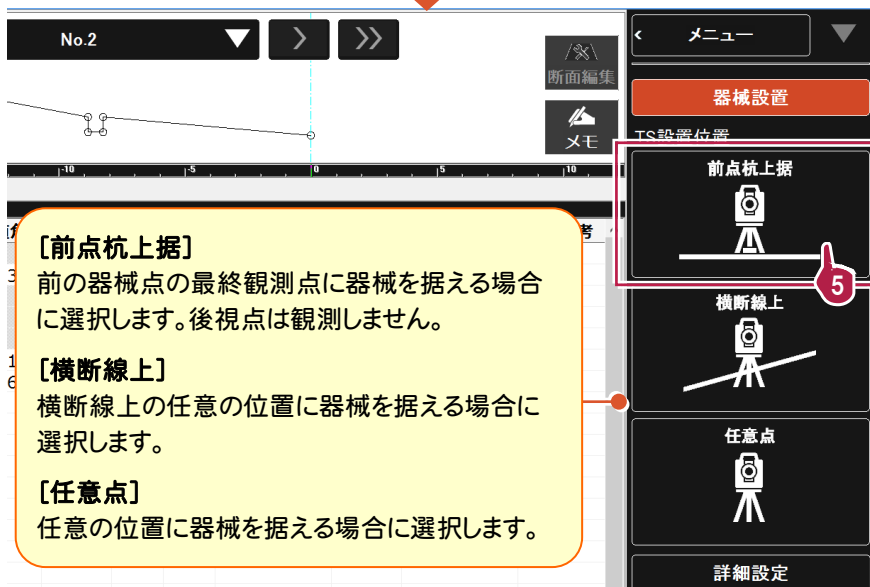 No.2
断面編集
メモ
-10
-5
0
5
10
考
3
1
6
[前点杭上据]
前の器械点の最終観測点に器械を据える場合
に選択します。後視点は観測しません。
[横断線上]
横断線上の任意の位置に器械を据える場合に
選択します。
[任意点]
任意の位置に器械を据える場合に選択します。
メニュー
器械設置
TS設置位置
前点杭上据
5
横断線上
任意点
詳細設定